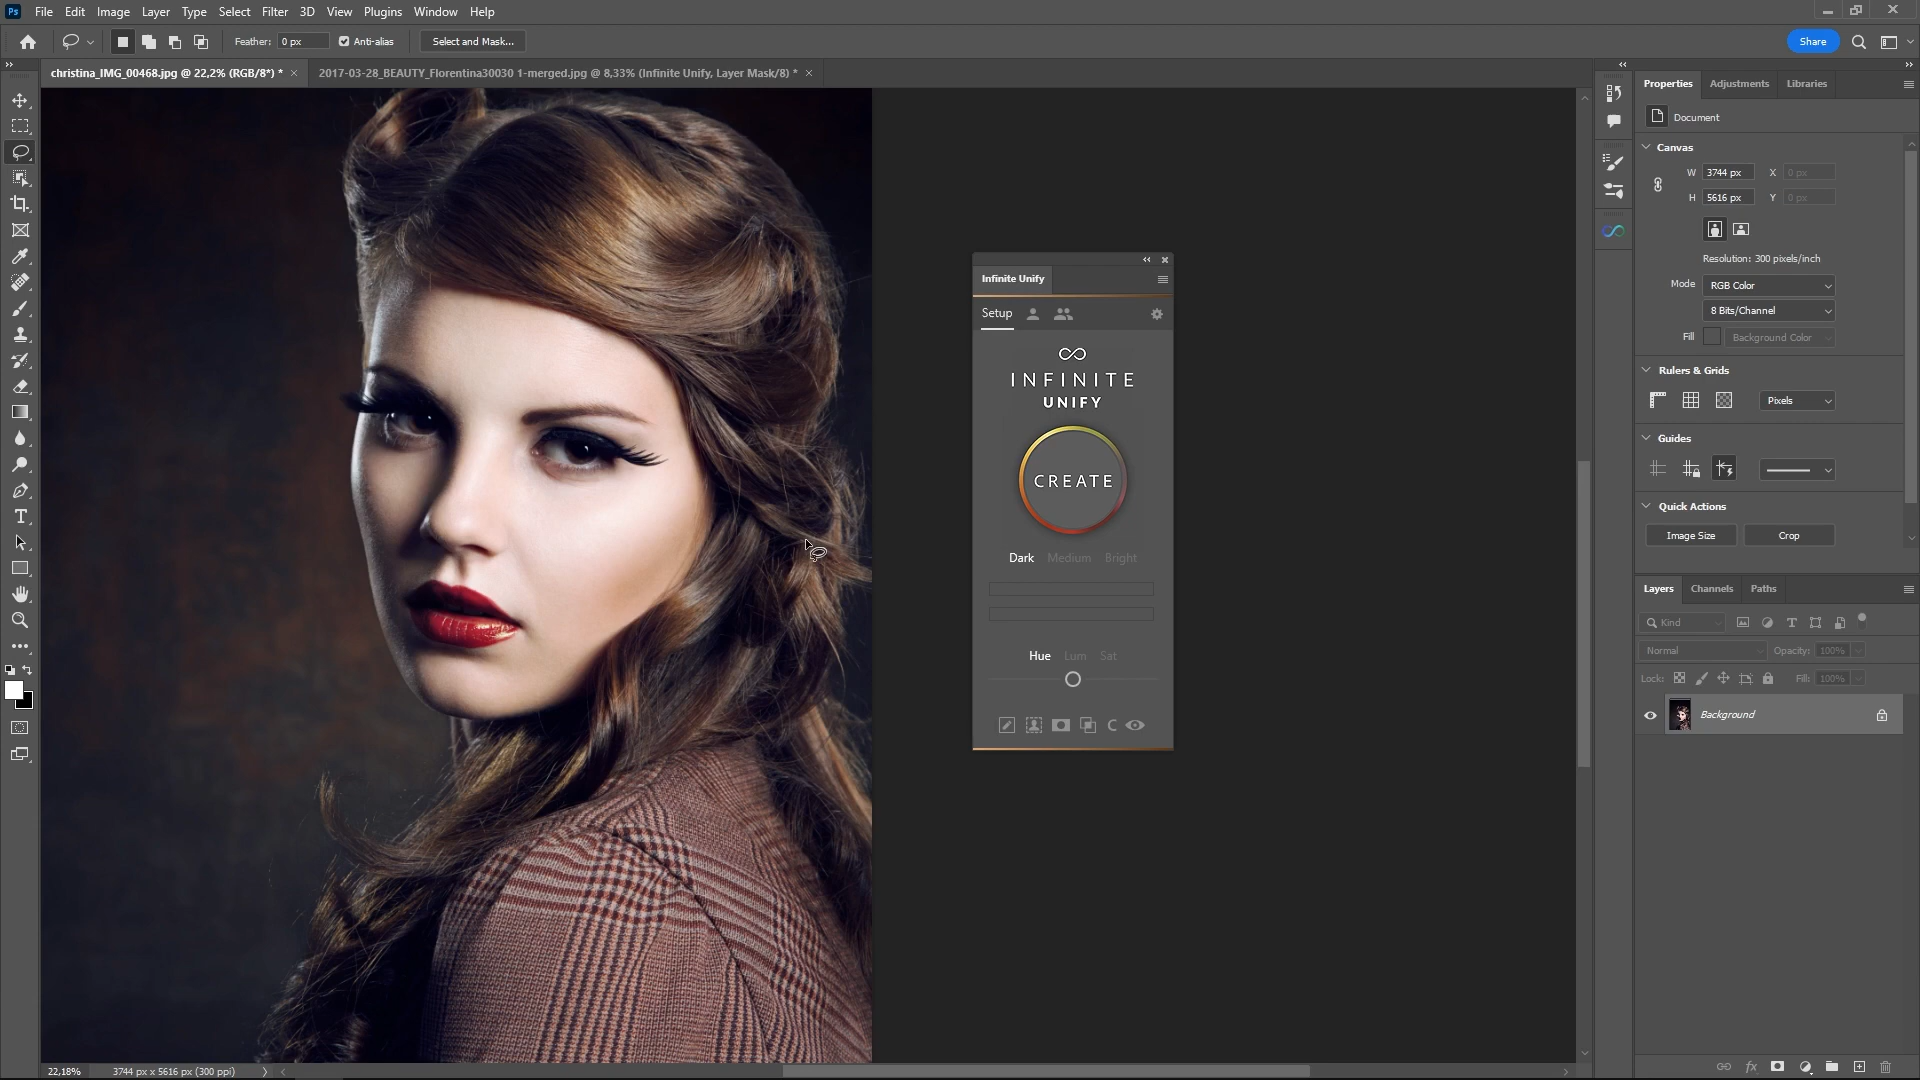 Ps File Edit Image Layer Type Select Filter 3D View Plugins Window Help
Feather: 0 px Anti-alias Select and Mask... Share
christina_IMG_00468.jpg @ 22,2% (RGB/8*) * × 2017-03-28_BEAUTY_Florentina30030 1-merged.jpg @ 8,33% (Infinite Unify, Layer Mask/8) * ×
Properties Adjustments Libraries
Document
Canvas
W 3744 px X 0 px
H 5616 px Y 0 px
Resolution: 300 pixels/inch
Mode RGB Color
8 Bits/Channel
Fill Background Color
Rulers & Grids
Pixels
Guides
Quick Actions
Image Size Crop
Layers Channels Paths
Kind
Normal Opacity: 100%
Lock: Fill: 100%
Background
Infinite Unify
Setup
INFINITE
UNIFY
CREATE
Dark Medium Bright
Hue Lum Sat
C
22,18% 3744 px x 5616 px (300 ppi)